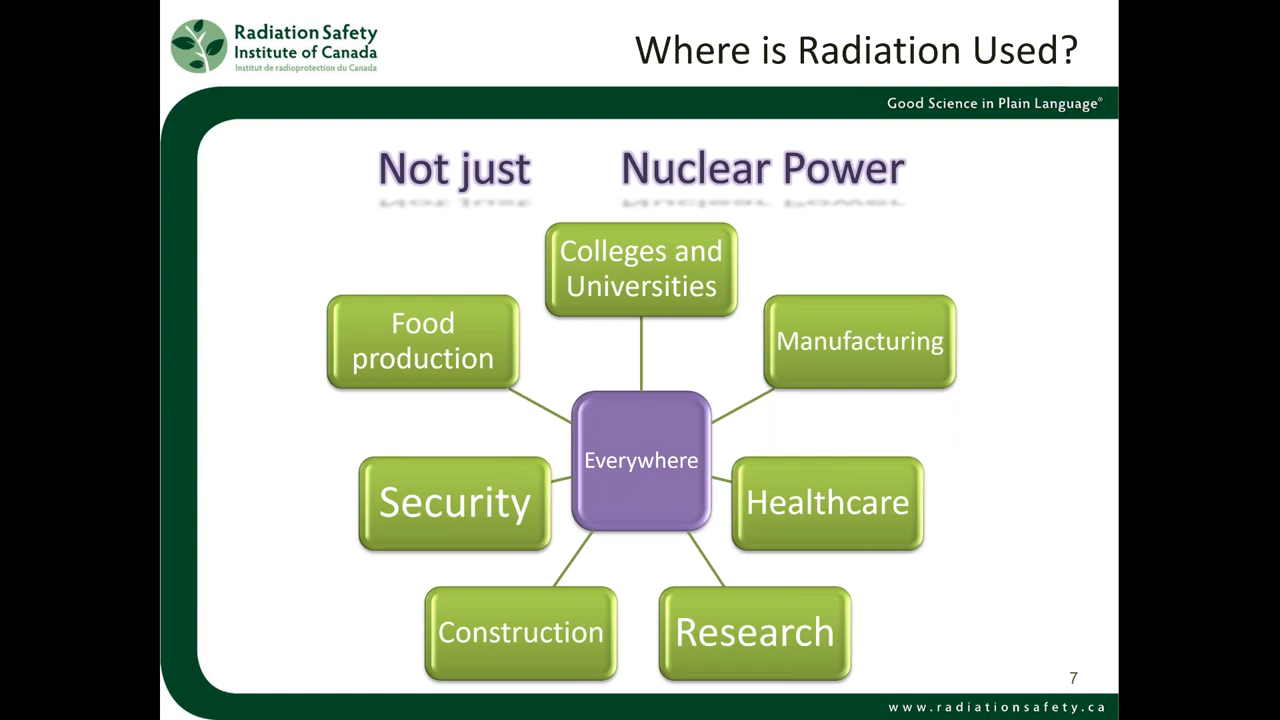 Radiation Safety
Institute of Canada
Institut de radioprotection du Canada
Where is Radiation Used?
Good Science in Plain Language®
Not just Nuclear Power
Colleges and
Universities
Food
production
Manufacturing
Everywhere
Security
Healthcare
Construction
Research
7
www.radiationsafety.ca